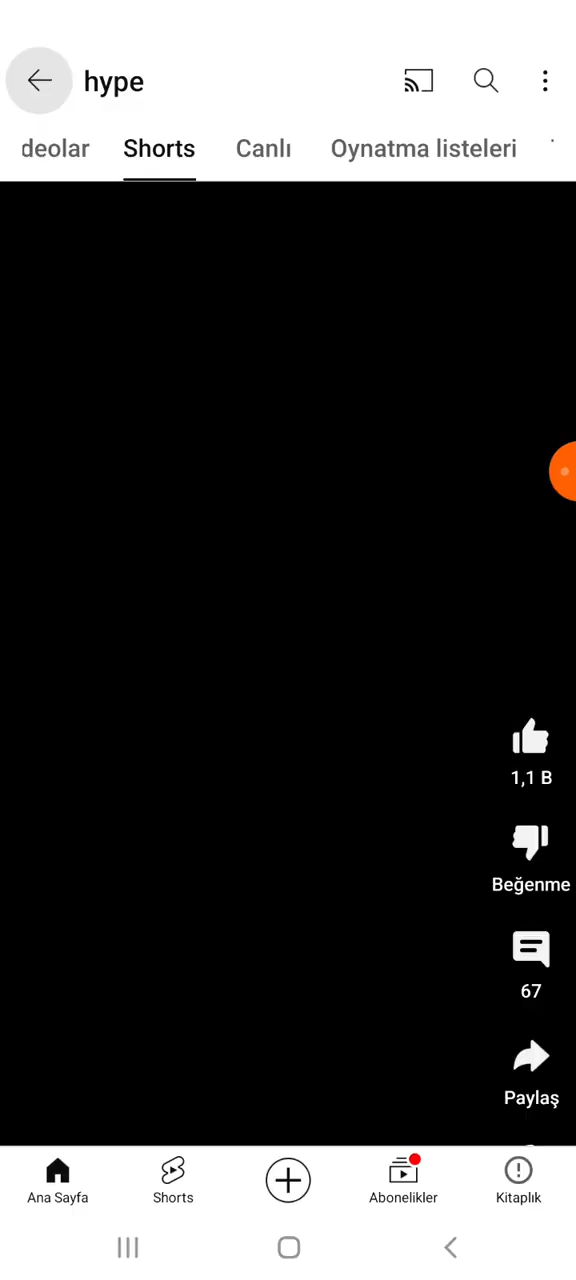 hype
deolar Shorts Canlı Oynatma listeleri
1,1 B
Beğenme
67
Paylaş
Ana Sayfa Shorts Abonelikler Kitaplık